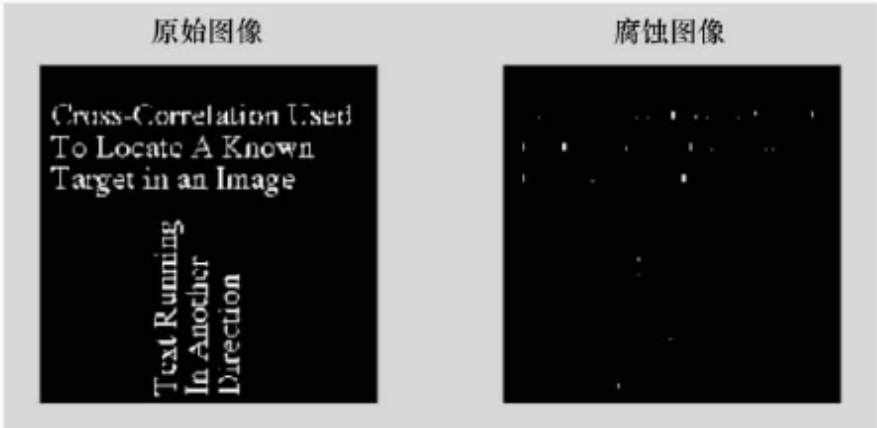 原始图像
腐蚀图像
Cross-Correlation Used
To Locate A Known
Target in an Image
Text Running
In Another
Direction